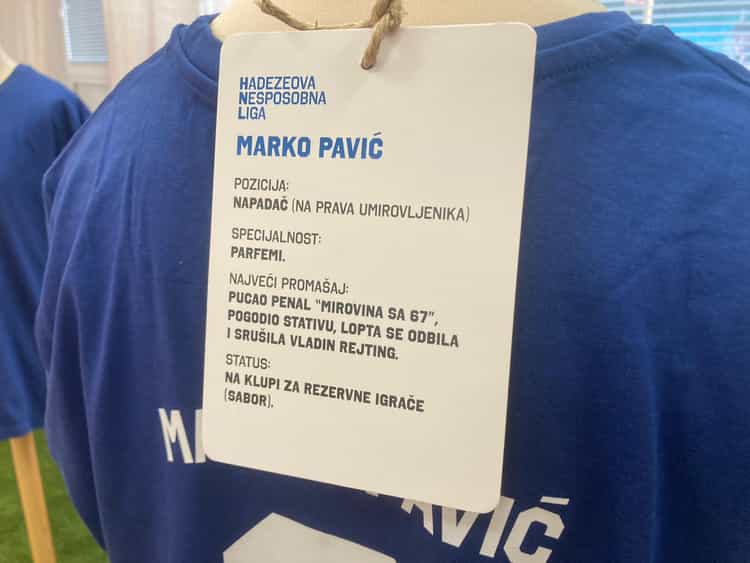 HADEZEOVA
NESPOSOBNA
LIGA
MARKO PAVIĆ
POZICIJA:
NAPADAČ (NA PRAVA UMIROVLJENIKA)
SPECIJALNOST:
PARFEMI.
NAJVEĆI PROMAŠAJ:
PUCAO PENAL "MIROVINA SA 67",
POGODIO STATIVU, LOPTA SE ODBILA
I SRUŠILA VLADIN REJTING.
STATUS:
NA KLUPI ZA REZERVNE IGRAČE
(SABOR).